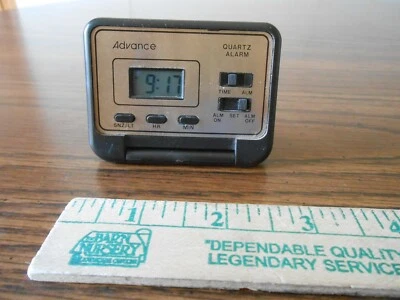 Advance
QUARTZ
ALARM
9:17
TIME ALM
SNZ/LT HR MIN
ALM SET ALM
ON OFF
1 2 3 4
NURSERY
"DEPENDABLE QUALITY
LEGENDARY SERVICE